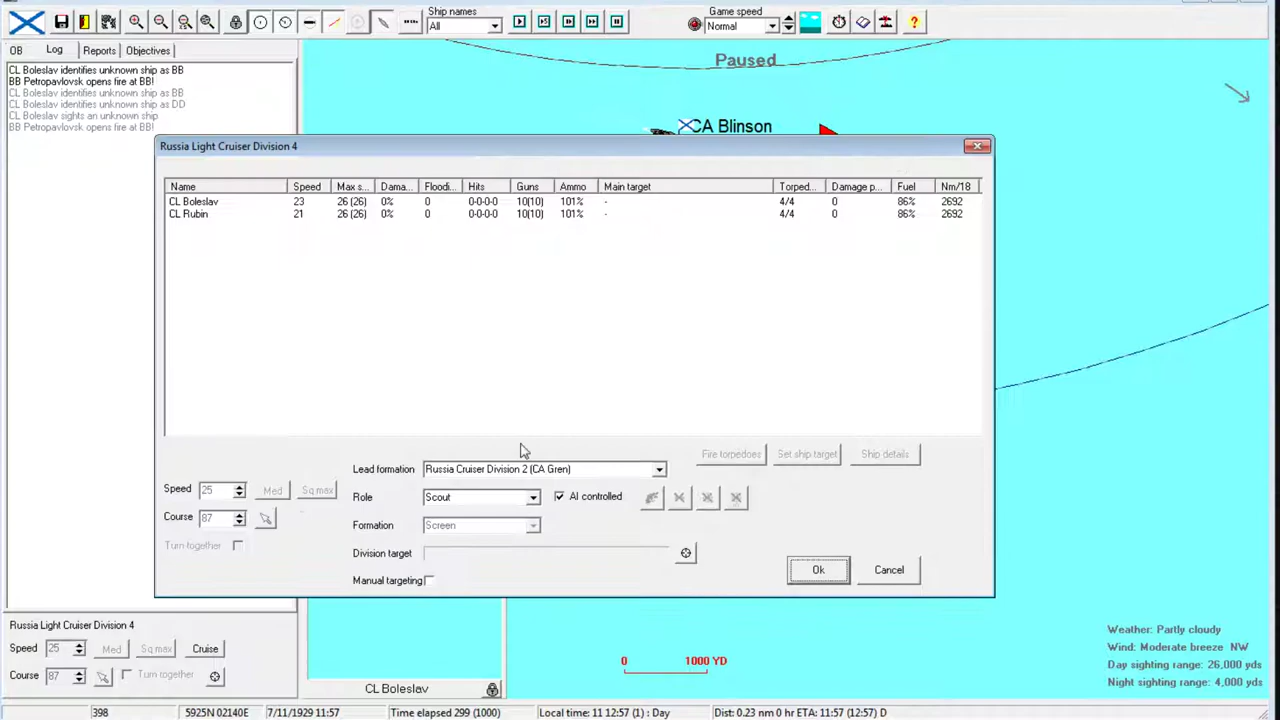 Ship names
All
Game speed
Normal
?
OB Log Reports Objectives
CL Boleslav identifies unknown ship as BB
BB Petropavlovsk opens fire at BB!
CL Boleslav identifies unknown ship as BB
CL Boleslav identifies unknown ship as DD
CL Boleslav sights an unknown ship
BB Petropavlovsk opens fire at BB!
Paused
CA Blinson
Russia Light Cruiser Division 4
Name Speed Max s... Dama... Floodi... Hits Guns Ammo Main target Torped... Damage p... Fuel Nm/18
CL Boleslav 23 26 (26) 0% 0 0-0-0-0 10(10) 101% - 4/4 0 86% 2692
CL Rubin 21 26 (26) 0% 0 0-0-0-0 10(10) 101% - 4/4 0 86% 2692
Fire torpedoes Set ship target Ship details
Lead formation Russia Cruiser Division 2 (CA Gren)
Speed 25 Med Sq max
Role Scout AI controlled
Course 87
Formation Screen
Turn together
Division target
Manual targeting
Ok Cancel
Russia Light Cruiser Division 4
Speed 25 Med Sq max Cruise
Course 87 Turn together
CL Boleslav
0 1000 YD
Weather: Partly cloudy
Wind: Moderate breeze NW
Day sighting range: 26,000 yds
Night sighting range: 4,000 yds
398 5925N 02140E 7/11/1929 11:57 Time elapsed 299 (1000) Local time: 11 12:57 (1) : Day Dist: 0.23 nm 0 hr ETA: 11:57 (12:57) D